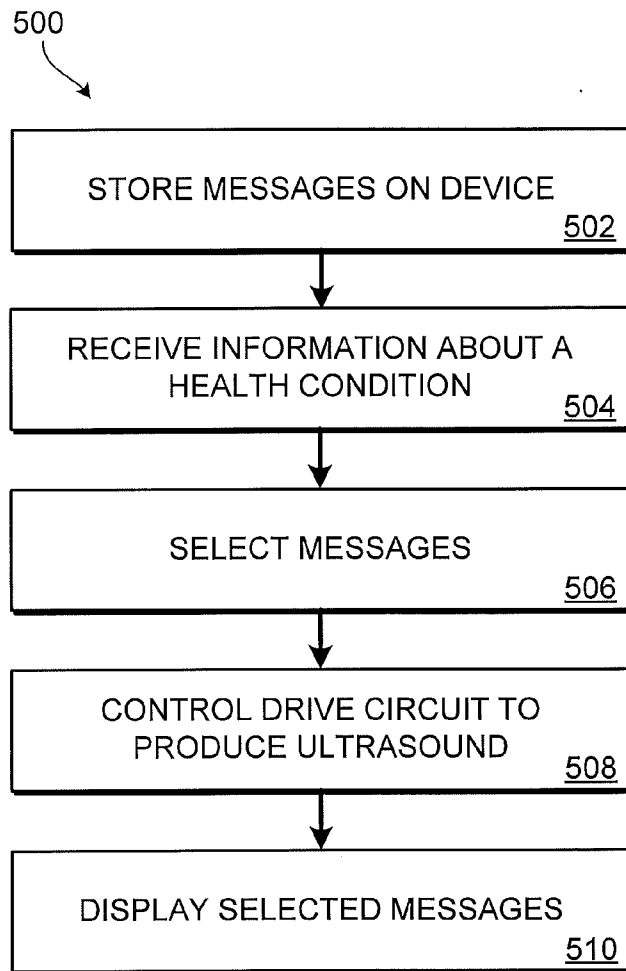 500
STORE MESSAGES ON DEVICE
502
RECEIVE INFORMATION ABOUT A
HEALTH CONDITION
504
SELECT MESSAGES
506
CONTROL DRIVE CIRCUIT TO
PRODUCE ULTRASOUND
508
DISPLAY SELECTED MESSAGES
510